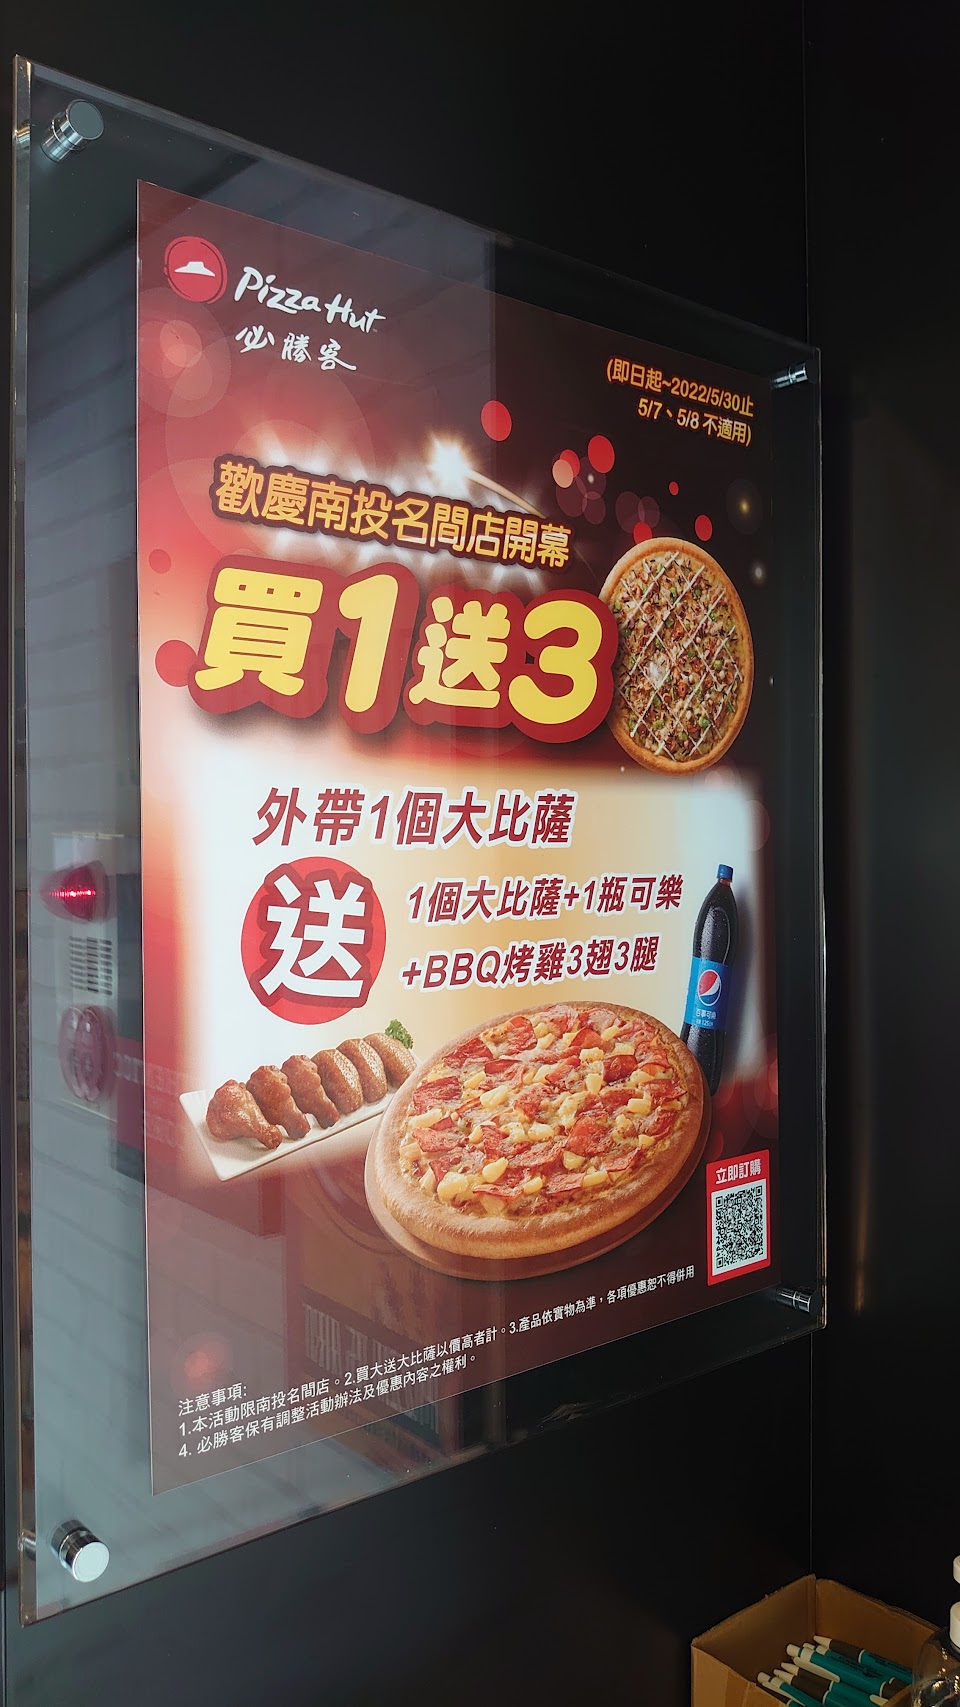 Pizza Hut
必勝客
(即日起~2022/5/30止
5/7、5/8 不適用)
歡慶南投名間店開幕
買1送3
外帶1個大比薩
送
1個大比薩+1瓶可樂
+BBQ烤雞3翅3腿
百事可樂
立即訂購
注意事項:
1.本活動限南投名間店。2.買大送大比薩以價高者計。3.產品依實物為準，各項優惠恕不得併用
4. 必勝客保有調整活動辦法及優惠內容之權利。